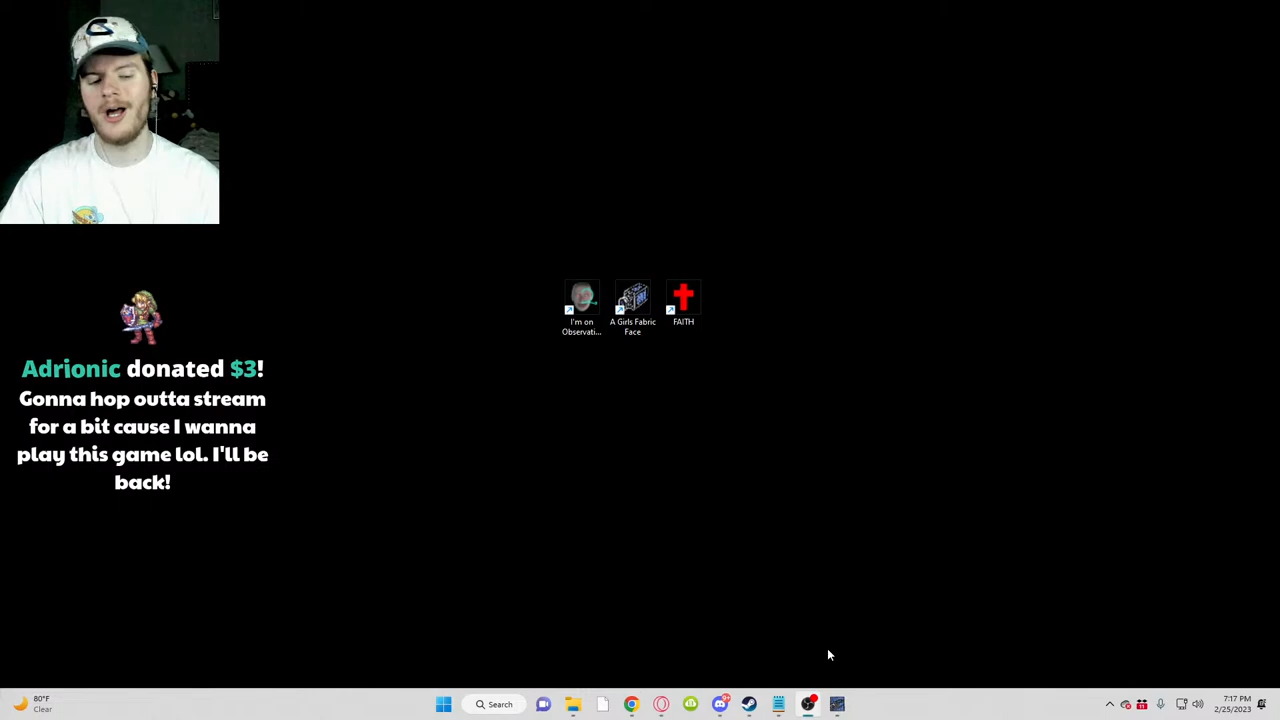 I'm on
Observati...
A Girls Fabric
Face
FAITH
Adrionic donated $3!
Gonna hop outta stream
for a bit cause I wanna
play this game lol. I'll be
back!
80°F
Clear
Search
7:17 PM
2/25/2023